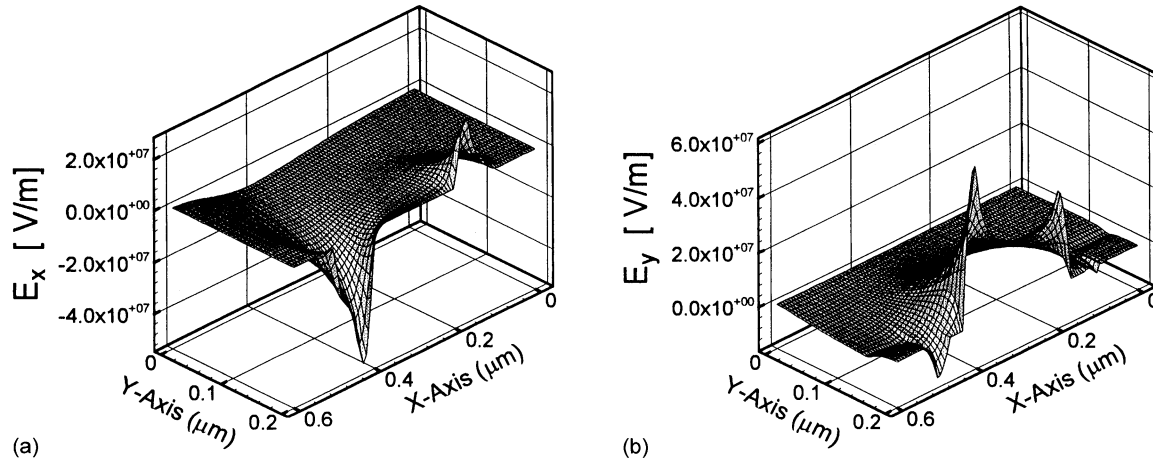 2.0x10⁺⁰⁷
0.0x10⁺⁰⁰
-2.0x10⁺⁰⁷
-4.0x10⁺⁰⁷
Eₓ [ V/m]
0
0.1
0.2
Y-Axis (μm)
0.6
0.4
0.2
0
X-Axis (μm)
(a)
6.0x10⁺⁰⁷
4.0x10⁺⁰⁷
2.0x10⁺⁰⁷
0.0x10⁺⁰⁰
E_y [ V/m]
0
0.1
0.2
Y-Axis (μm)
0.6
0.4
0.2
0
X-Axis (μm)
(b)